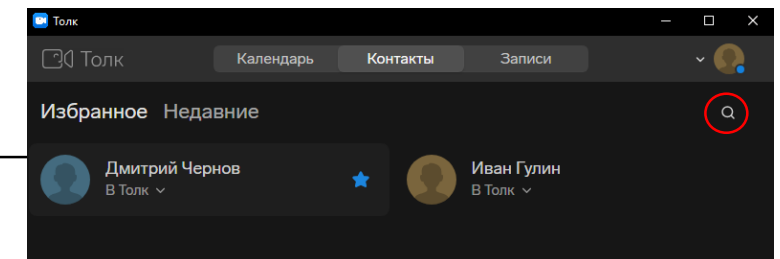 Толк
Толк Календарь Контакты Записи
Избранное Недавние
Дмитрий Чернов Иван Гулин
В Толк В Толк